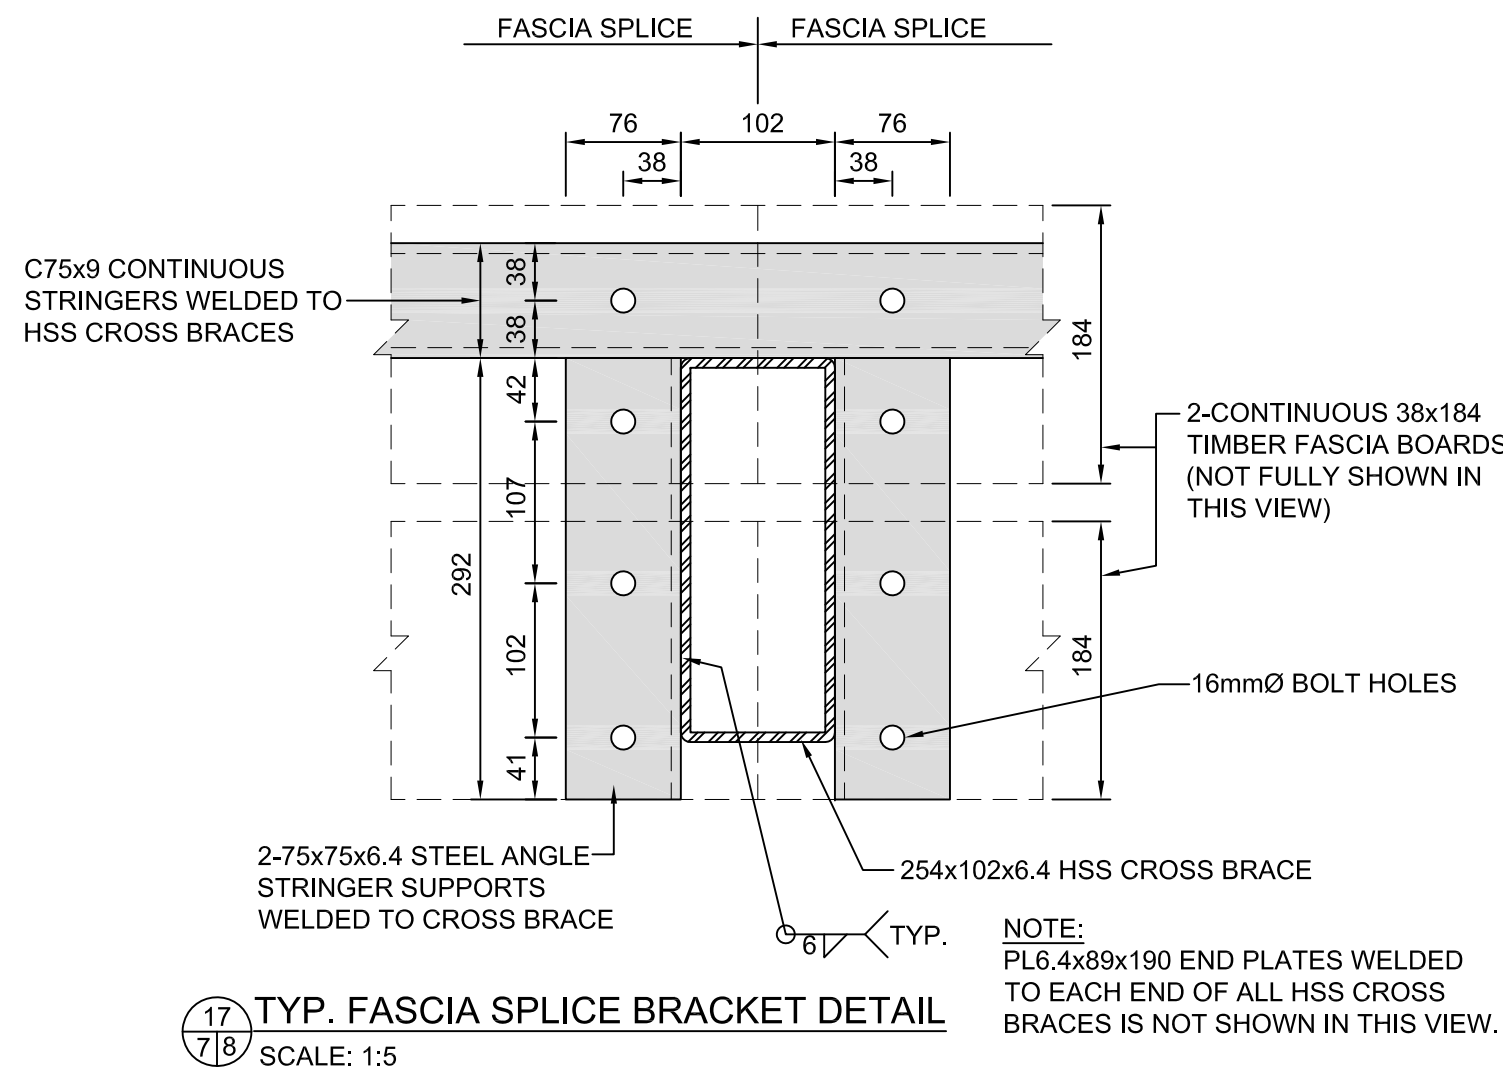 FASCIA SPLICE FASCIA SPLICE
76 102 76
38 38
C75x9 CONTINUOUS
STRINGERS WELDED TO
HSS CROSS BRACES
38
38
42
107
292
102
41
184
184
2-CONTINUOUS 38x184
TIMBER FASCIA BOARDS
(NOT FULLY SHOWN IN
THIS VIEW)
16mmØ BOLT HOLES
2-75x75x6.4 STEEL ANGLE
STRINGER SUPPORTS
WELDED TO CROSS BRACE
254x102x6.4 HSS CROSS BRACE
6 TYP.
NOTE:
PL6.4x89x190 END PLATES WELDED
TO EACH END OF ALL HSS CROSS
BRACES IS NOT SHOWN IN THIS VIEW.
17
7 8
TYP. FASCIA SPLICE BRACKET DETAIL
SCALE: 1:5